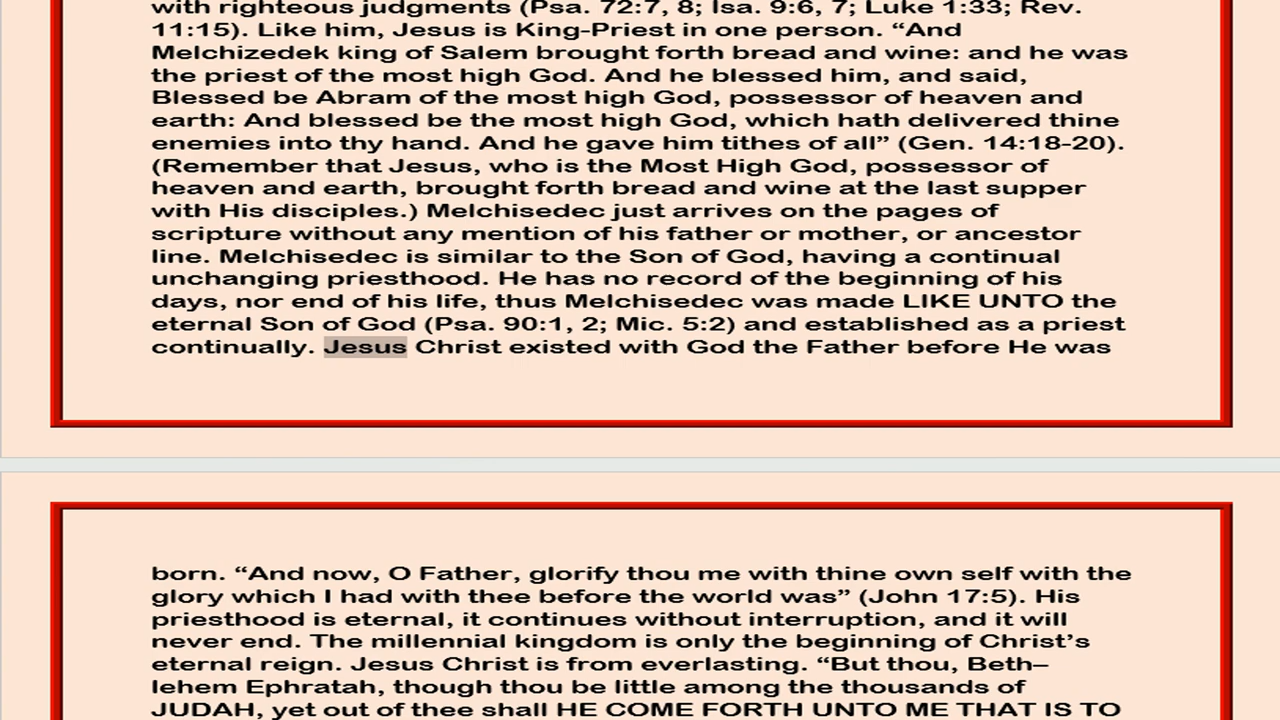 with righteous judgments (Psa. 72:7, 8; Isa. 9:6, 7; Luke 1:33; Rev.
11:15). Like him, Jesus is King-Priest in one person. “And
Melchizedek king of Salem brought forth bread and wine: and he was
the priest of the most high God. And he blessed him, and said,
Blessed be Abram of the most high God, possessor of heaven and
earth: And blessed be the most high God, which hath delivered thine
enemies into thy hand. And he gave him tithes of all” (Gen. 14:18-20).
(Remember that Jesus, who is the Most High God, possessor of
heaven and earth, brought forth bread and wine at the last supper
with His disciples.) Melchisedec just arrives on the pages of
scripture without any mention of his father or mother, or ancestor
line. Melchisedec is similar to the Son of God, having a continual
unchanging priesthood. He has no record of the beginning of his
days, nor end of his life, thus Melchisedec was made LIKE UNTO the
eternal Son of God (Psa. 90:1, 2; Mic. 5:2) and established as a priest
continually. Jesus Christ existed with God the Father before He was
born. “And now, O Father, glorify thou me with thine own self with the
glory which I had with thee before the world was” (John 17:5). His
priesthood is eternal, it continues without interruption, and it will
never end. The millennial kingdom is only the beginning of Christ’s
eternal reign. Jesus Christ is from everlasting. “But thou, Beth–
lehem Ephratah, though thou be little among the thousands of
JUDAH, yet out of thee shall HE COME FORTH UNTO ME THAT IS TO